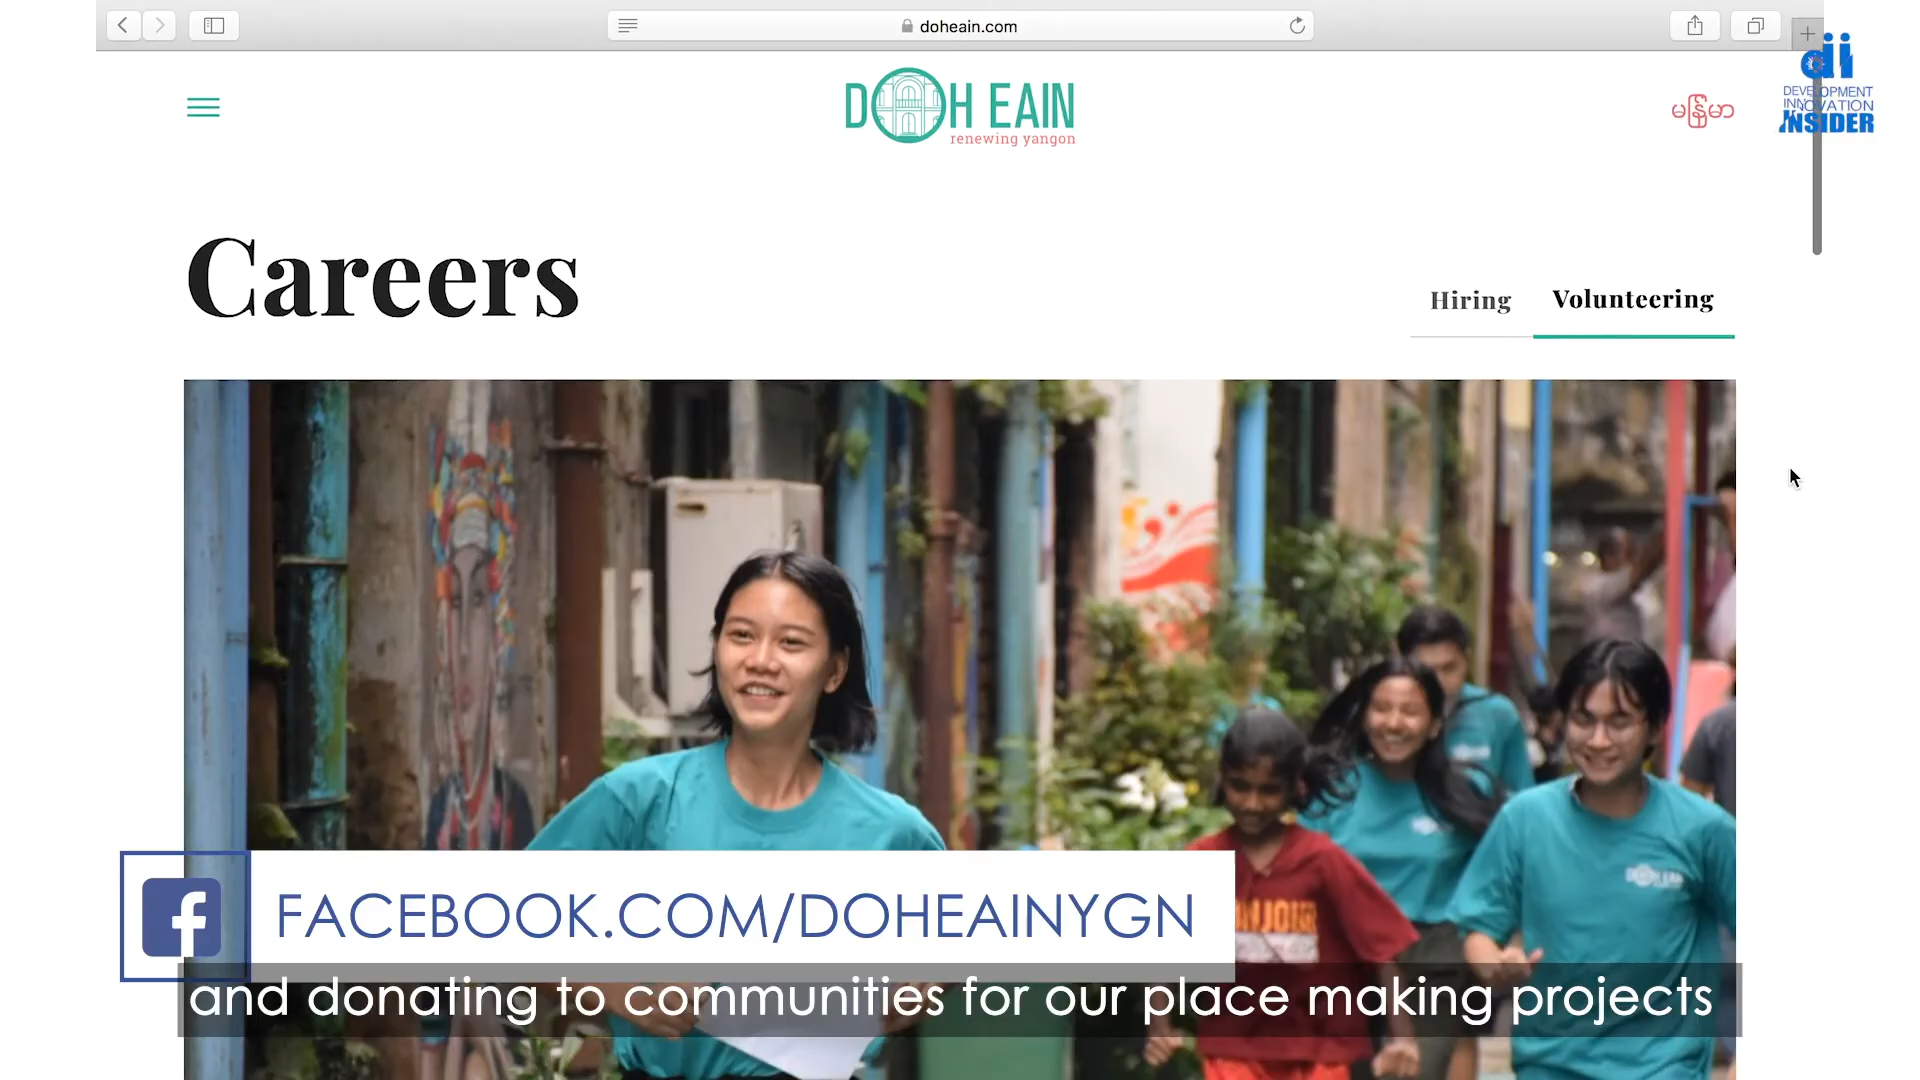 doheain.com
DOH EAIN
renewing yangon
မြန်မာ
DEVELOPMENT
INNOVATION
INSIDER
Careers
Hiring
Volunteering
FACEBOOK.COM/DOHEAINYGN
and donating to communities for our place making projects